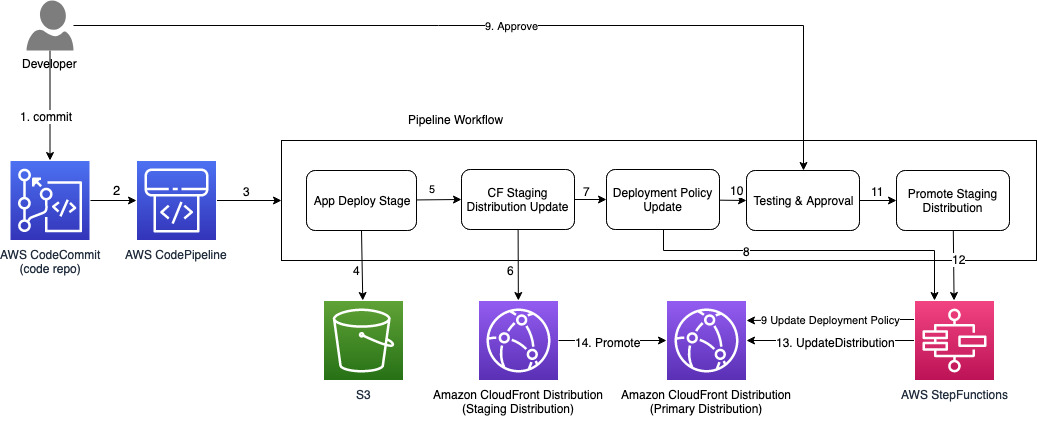 9. Approve
Developer
1. commit
Pipeline Workflow
2
3
App Deploy Stage
5
CF Staging
Distribution Update
7
Deployment Policy
Update
10
Testing & Approval
11
Promote Staging
Distribution
AWS CodeCommit
(code repo)
AWS CodePipeline
4
6
8
12
9 Update Deployment Policy
14. Promote
13. UpdateDistribution
S3
Amazon CloudFront Distribution
(Staging Distribution)
Amazon CloudFront Distribution
(Primary Distribution)
AWS StepFunctions